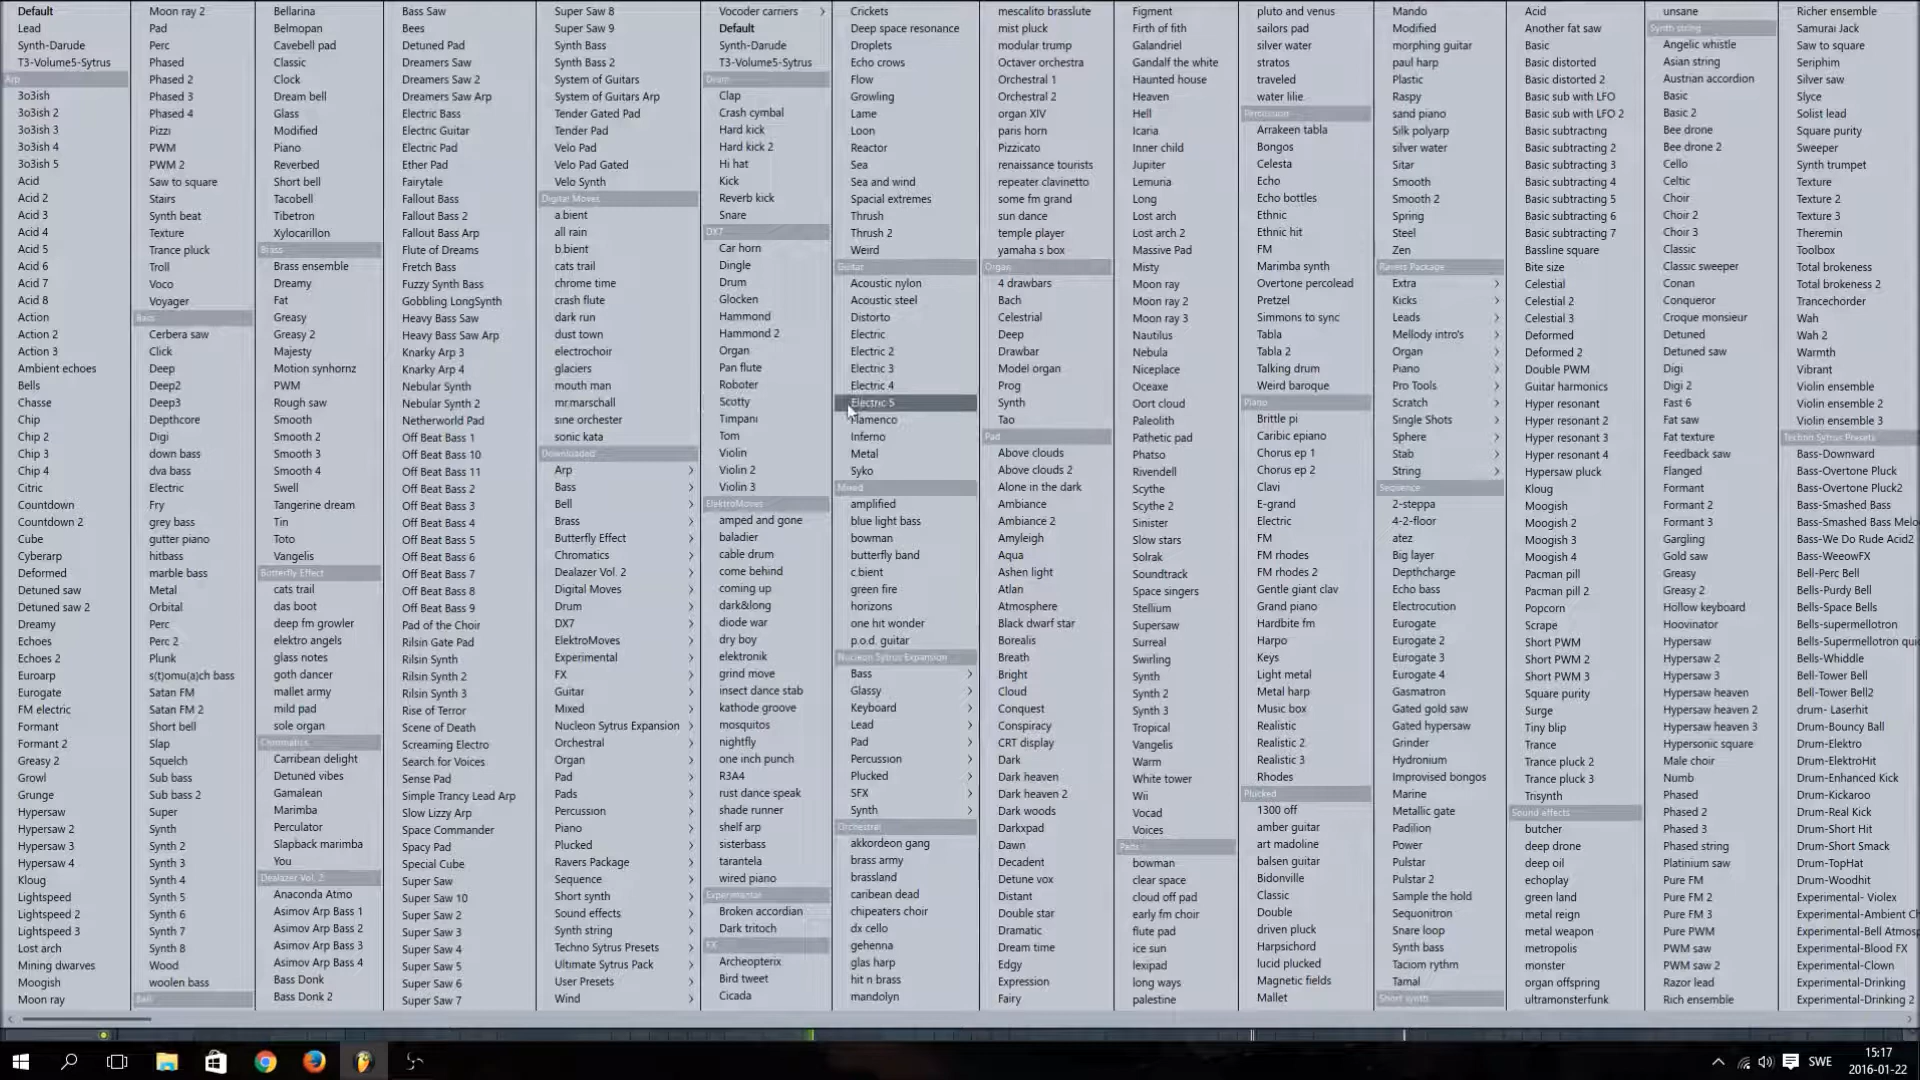 Default
Lead
Synth-Darude
T3-Volume5-Sytrus
Arp
3o3ish
3o3ish 2
3o3ish 3
3o3ish 4
3o3ish 5
Acid
Acid 2
Acid 3
Acid 4
Acid 5
Acid 6
Acid 7
Acid 8
Action
Action 2
Action 3
Ambient echoes
Bells
Chasse
Chip
Chip 2
Chip 3
Chip 4
Citric
Countdown
Countdown 2
Cube
Cyberarp
Deformed
Detuned saw
Detuned saw 2
Dreamy
Echoes
Echoes 2
Euroarp
Eurogate
FM electric
Formant
Formant 2
Greasy 2
Growl
Grunge
Hypersaw
Hypersaw 2
Hypersaw 3
Hypersaw 4
Kloug
Lightspeed
Lightspeed 2
Lightspeed 3
Lost arch
Mining dwarves
Moogish
Moon ray
Moon ray 2
Pad
Perc
Phased
Phased 2
Phased 3
Phased 4
Pizzi
PWM
PWM 2
Saw to square
Stairs
Synth beat
Texture
Trance pluck
Troll
Voco
Voyager
Bass
Cerbera saw
Click
Deep
Deep2
Deep3
Depthcore
Digi
down bass
dva bass
Electric
Fry
grey bass
gutter piano
hitbass
marble bass
Metal
Orbital
Perc
Perc 2
Plunk
s(t)omu(a)ch bass
Satan FM
Satan FM 2
Short bell
Slap
Squelch
Sub bass
Sub bass 2
Super
Synth
Synth 2
Synth 3
Synth 4
Synth 5
Synth 6
Synth 7
Synth 8
Wood
woolen bass
Bell
Bellarina
Belmopan
Cavebell pad
Classic
Clock
Dream bell
Glass
Modified
Piano
Reverbed
Short bell
Tacobell
Tibetron
Xylocarillon
Brass
Brass ensemble
Dreamy
Fat
Greasy
Greasy 2
Majesty
Motion synhornz
PWM
Rough saw
Smooth
Smooth 2
Smooth 3
Smooth 4
Swell
Tangerine dream
Tin
Toto
Vangelis
Butterfly Effect
cats trail
das boot
deep fm growler
elektro angels
glass notes
goth dancer
mallet army
mild pad
sole organ
Chromatics
Carribean delight
Detuned vibes
Gamalean
Marimba
Perculator
Slapback marimba
You
Dealazer Vol. 2
Anaconda Atmo
Asimov Arp Bass 1
Asimov Arp Bass 2
Asimov Arp Bass 3
Asimov Arp Bass 4
Bass Donk
Bass Donk 2
Bass Saw
Bees
Detuned Pad
Dreamers Saw
Dreamers Saw 2
Dreamers Saw Arp
Electric Bass
Electric Guitar
Electric Pad
Ether Pad
Fairytale
Fallout Bass
Fallout Bass 2
Fallout Bass Arp
Flute of Dreams
Fretch Bass
Fuzzy Synth Bass
Gobbling LongSynth
Heavy Bass Saw
Heavy Bass Saw Arp
Knarky Arp 3
Knarky Arp 4
Nebular Synth
Nebular Synth 2
Netherworld Pad
Off Beat Bass 1
Off Beat Bass 10
Off Beat Bass 11
Off Beat Bass 2
Off Beat Bass 3
Off Beat Bass 4
Off Beat Bass 5
Off Beat Bass 6
Off Beat Bass 7
Off Beat Bass 8
Off Beat Bass 9
Pad of the Choir
Rilsin Gate Pad
Rilsin Synth
Rilsin Synth 2
Rilsin Synth 3
Rise of Terror
Scene of Death
Screaming Electro
Search for Voices
Sense Pad
Simple Trancy Lead Arp
Slow Lizzy Arp
Space Commander
Spacy Pad
Special Cube
Super Saw
Super Saw 10
Super Saw 2
Super Saw 3
Super Saw 4
Super Saw 5
Super Saw 6
Super Saw 7
Super Saw 8
Super Saw 9
Synth Bass
Synth Bass 2
System of Guitars
System of Guitars Arp
Tender Gated Pad
Tender Pad
Velo Pad
Velo Pad Gated
Velo Synth
Digital Moves
a.bient
all rain
b.bient
cats trail
chrome time
crash flute
dark run
dust town
electrochoir
glaciers
mouth man
mr.marschall
sine orchester
sonic kata
Downloaded
Arp
Bass
Bell
Brass
Butterfly Effect
Chromatics
Dealazer Vol. 2
Digital Moves
Drum
DX7
ElektroMoves
Experimental
FX
Guitar
Mixed
Nucleon Sytrus Expansion
Orchestral
Organ
Pad
Pads
Percussion
Piano
Plucked
Ravers Package
Sequence
Short synth
Sound effects
Synth string
Techno Sytrus Presets
Ultimate Sytrus Pack
User Presets
Wind
Vocoder carriers
Default
Synth-Darude
T3-Volume5-Sytrus
Drum
Clap
Crash cymbal
Hard kick
Hard kick 2
Hi hat
Kick
Reverb kick
Snare
DX7
Car horn
Dingle
Drum
Glocken
Hammond
Hammond 2
Organ
Pan flute
Roboter
Scotty
Timpani
Tom
Violin
Violin 2
Violin 3
ElektroMoves
amped and gone
baladier
cable drum
come behind
coming up
dark&long
diode war
dry boy
elektronik
grind move
insect dance stab
kathode groove
mosquitos
nightfly
one inch punch
R3A4
rust dance speak
shade runner
shelf arp
sisterbass
tarantela
wired piano
Experimental
Broken accordian
Dark tritoch
FX
Archeopterix
Bird tweet
Cicada
Crickets
Deep space resonance
Droplets
Echo crows
Flow
Growling
Lame
Loon
Reactor
Sea
Sea and wind
Spacial extremes
Thrush
Thrush 2
Weird
Guitar
Acoustic nylon
Acoustic steel
Distorto
Electric
Electric 2
Electric 3
Electric 4
Electric 5
Flamenco
Inferno
Metal
Syko
Mixed
amplified
blue light bass
bowman
butterfly band
c.bient
green fire
horizons
one hit wonder
p.o.d. guitar
Nucleon Sytrus Expansion
Bass
Glassy
Keyboard
Lead
Pad
Percussion
Plucked
SFX
Synth
Orchestral
akkordeon gang
brass army
brassland
caribean dead
chipeaters choir
dx cello
gehenna
glas harp
hit n brass
mandolyn
mescalito brasslute
mist pluck
modular trump
Octaver orchestra
Orchestral 1
Orchestral 2
organ XIV
paris horn
Pizzicato
renaissance tourists
repeater clavinetto
some fm grand
sun dance
temple player
yamaha s box
Organ
4 drawbars
Bach
Celestrial
Deep
Drawbar
Model organ
Prog
Synth
Tao
Pad
Above clouds
Above clouds 2
Alone in the dark
Ambiance
Ambiance 2
Amyleigh
Aqua
Ashen light
Atlan
Atmosphere
Black dwarf star
Borealis
Breath
Bright
Cloud
Conquest
Conspiracy
CRT display
Dark
Dark heaven
Dark heaven 2
Dark woods
Darkxpad
Dawn
Decadent
Detune vox
Distant
Double star
Dramatic
Dream time
Edgy
Expression
Fairy
Figment
Firth of fith
Galandriel
Gandalf the white
Haunted house
Heaven
Hell
Icaria
Inner child
Jupiter
Lemuria
Long
Lost arch
Lost arch 2
Massive Pad
Misty
Moon ray
Moon ray 2
Moon ray 3
Nautilus
Nebula
Niceplace
Oceaxe
Oort cloud
Paleolith
Pathetic pad
Phatso
Rivendell
Scythe
Scythe 2
Sinister
Slow stars
Solrak
Soundtrack
Space singers
Stellium
Supersaw
Surreal
Swirling
Synth
Synth 2
Synth 3
Tropical
Vangelis
Warm
White tower
Wii
Vocad
Voices
Pads
bowman
clear space
cloud off pad
early fm choir
flute pad
ice sun
lexipad
long ways
palestine
pluto and venus
sailors pad
silver water
stratos
traveled
water lilie
Percussion
Arrakeen tabla
Bongos
Celesta
Echo
Echo bottles
Ethnic
Ethnic hit
FM
Marimba synth
Overtone percolead
Pretzel
Simmons to sync
Tabla
Tabla 2
Talking drum
Weird baroque
Piano
Brittle pi
Caribic epiano
Chorus ep 1
Chorus ep 2
Clavi
E-grand
Electric
FM
FM rhodes
FM rhodes 2
Gentle giant clav
Grand piano
Hardbite fm
Harpo
Keys
Light metal
Metal harp
Music box
Realistic
Realistic 2
Realistic 3
Rhodes
Plucked
1300 off
amber guitar
art madoline
balsen guitar
Bidonville
Classic
Double
driven pluck
Harpsichord
lucid plucked
Magnetic fields
Mallet
Mando
Modified
morphing guitar
paul harp
Plastic
Raspy
sand piano
Silk polyarp
silver water
Sitar
Smooth
Smooth 2
Spring
Steel
Zen
Ravers Package
Extra
Kicks
Leads
Mellody intro's
Organ
Piano
Pro Tools
Scratch
Single Shots
Sphere
Stab
String
Sequence
2-steppa
4-2-floor
atez
Big layer
Depthcharge
Echo bass
Electrocution
Eurogate
Eurogate 2
Eurogate 3
Eurogate 4
Gasmatron
Gated gold saw
Gated hypersaw
Grinder
Hydronium
Improvised bongos
Marine
Metallic gate
Padilion
Power
Pulstar
Pulstar 2
Sample the hold
Sequonitron
Snare loop
Synth bass
Taciom rythm
Tamal
Short synth
Acid
Another fat saw
Basic
Basic distorted
Basic distorted 2
Basic sub with LFO
Basic sub with LFO 2
Basic subtracting
Basic subtracting 2
Basic subtracting 3
Basic subtracting 4
Basic subtracting 5
Basic subtracting 6
Basic subtracting 7
Bassline square
Bite size
Celestial
Celestial 2
Celestial 3
Deformed
Deformed 2
Double PWM
Guitar harmonics
Hyper resonant
Hyper resonant 2
Hyper resonant 3
Hyper resonant 4
Hypersaw pluck
Kloug
Moogish
Moogish 2
Moogish 3
Moogish 4
Pacman pill
Pacman pill 2
Popcorn
Scrape
Short PWM
Short PWM 2
Short PWM 3
Square purity
Surge
Tiny blip
Trance
Trance pluck 2
Trance pluck 3
Trisynth
Sound effects
butcher
deep drone
deep oil
echoplay
green land
metal reign
metal weapon
metropolis
monster
organ offspring
ultramonsterfunk
unsane
Synth string
Angelic whistle
Asian string
Austrian accordion
Basic
Basic 2
Bee drone
Bee drone 2
Cello
Celtic
Choir
Choir 2
Choir 3
Classic
Classic sweeper
Conan
Conqueror
Croque monsieur
Detuned
Detuned saw
Digi
Digi 2
Fast 6
Fat saw
Fat texture
Feedback saw
Flanged
Formant
Formant 2
Formant 3
Gargling
Gold saw
Greasy
Greasy 2
Hollow keyboard
Hoovinator
Hypersaw
Hypersaw 2
Hypersaw 3
Hypersaw heaven
Hypersaw heaven 2
Hypersaw heaven 3
Hypersonic square
Male choir
Numb
Phased
Phased 2
Phased 3
Phased string
Platinium saw
Pure FM
Pure FM 2
Pure FM 3
Pure PWM
PWM saw
PWM saw 2
Razor lead
Rich ensemble
Richer ensemble
Samurai Jack
Saw to square
Seriphim
Silver saw
Slyce
Solist lead
Square purity
Sweeper
Synth trumpet
Texture
Texture 2
Texture 3
Theremin
Toolbox
Total brokeness
Total brokeness 2
Trancechorder
Wah
Wah 2
Warmth
Vibrant
Violin ensemble
Violin ensemble 2
Violin ensemble 3
Techno Sytrus Presets
Bass-Downward
Bass-Overtone Pluck
Bass-Overtone Pluck2
Bass-Smashed Bass
Bass-Smashed Bass Melo
Bass-We Do Rude Acid2
Bass-WeeowFX
Bell-Perc Bell
Bells-Purdy Bell
Bells-Space Bells
Bells-supermellotron
Bells-Supermellotron qui
Bells-Whiddle
Bell-Tower Bell
Bell-Tower Bell2
drum- Laserhit
Drum-Bouncy Ball
Drum-Elektro
Drum-ElektroHit
Drum-Enhanced Kick
Drum-Kickaroo
Drum-Real Kick
Drum-Short Hit
Drum-Short Smack
Drum-TopHat
Drum-Woodhit
Experimental- Violex
Experimental-Ambient Ch
Experimental-Bell Atmos
Experimental-Blood FX
Experimental-Clown
Experimental-Drinking
Experimental-Drinking 2
SWE
15:17
2016-01-22